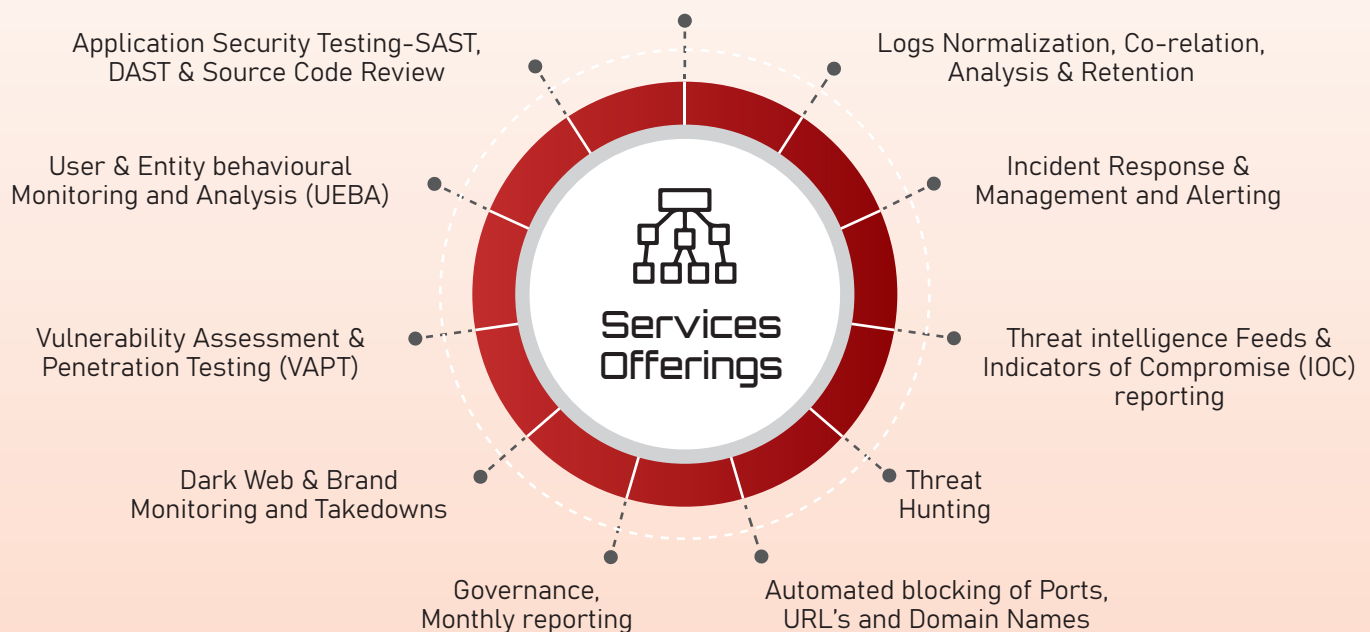 Application Security Testing-SAST,
DAST & Source Code Review
Logs Normalization, Co-relation,
Analysis & Retention
User & Entity behavioural
Monitoring and Analysis (UEBA)
Incident Response &
Management and Alerting
Services
Offerings
Vulnerability Assessment &
Penetration Testing (VAPT)
Threat intelligence Feeds &
Indicators of Compromise (IOC)
reporting
Dark Web & Brand
Monitoring and Takedowns
Threat
Hunting
Governance,
Monthly reporting
Automated blocking of Ports,
URL's and Domain Names